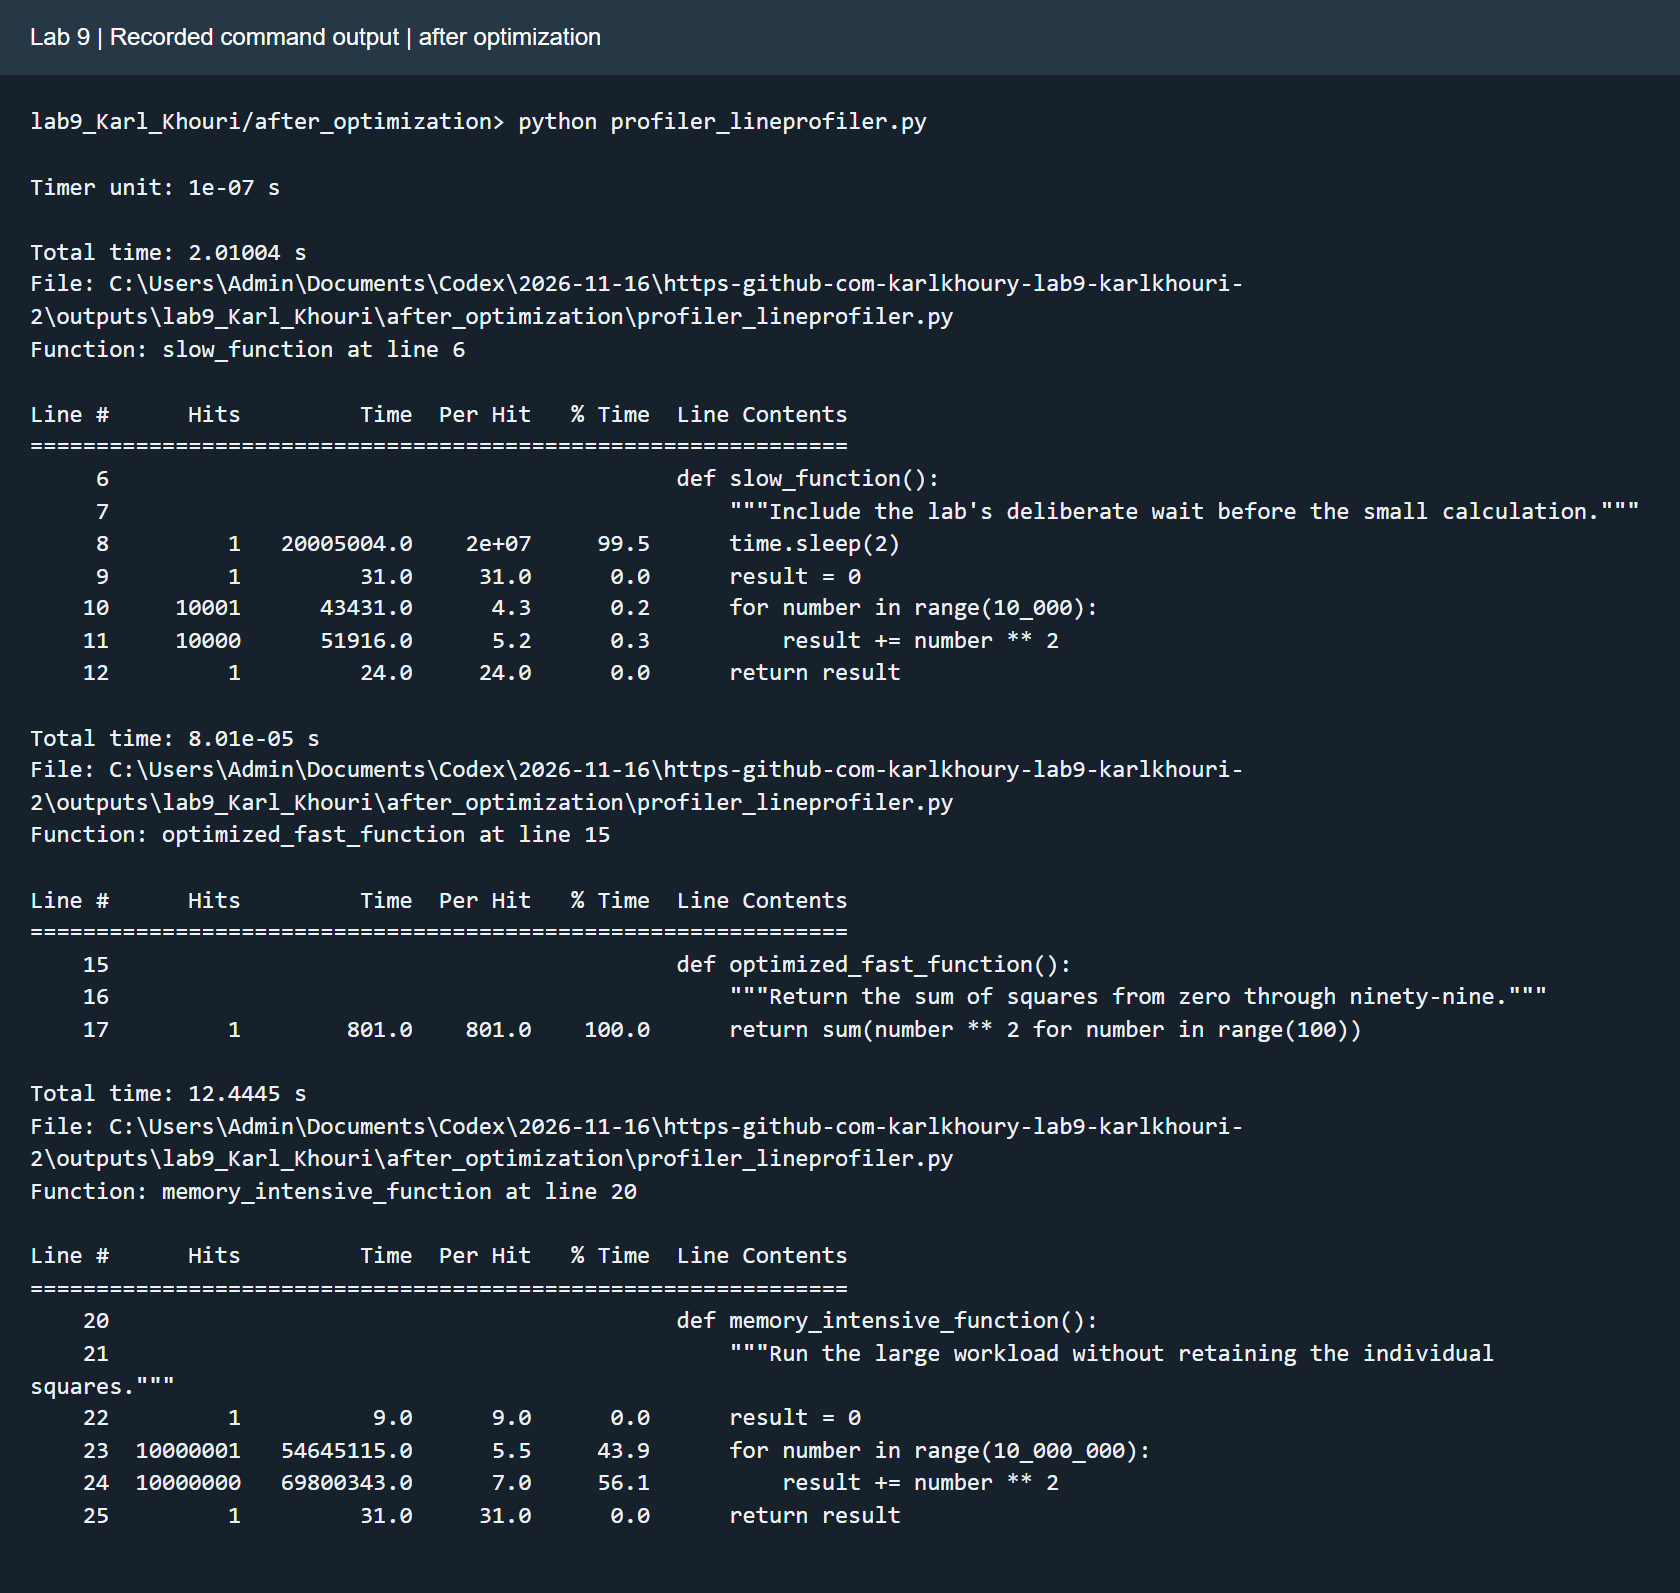 Lab 9 | Recorded command output | after optimization
lab9_Karl_Khouri/after_optimization> python profiler_lineprofiler.py
Timer unit: 1e-07 s
Total time: 2.01004 s
File: C:\Users\Admin\Documents\Codex\2026-11-16\https-github-com-karlkhoury-lab9-karlkhouri-
2\outputs\lab9_Karl_Khouri\after_optimization\profiler_lineprofiler.py
Function: slow_function at line 6
Line #      Hits         Time  Per Hit   % Time  Line Contents
==============================================================
     6                                           def slow_function():
     7                                               """Include the lab's deliberate wait before the small calculation."""
     8         1   20005004.0    2e+07     99.5      time.sleep(2)
     9         1         31.0     31.0      0.0      result = 0
    10     10001      43431.0      4.3      0.2      for number in range(10_000):
    11     10000      51916.0      5.2      0.3          result += number ** 2
    12         1         24.0     24.0      0.0      return result
Total time: 8.01e-05 s
File: C:\Users\Admin\Documents\Codex\2026-11-16\https-github-com-karlkhoury-lab9-karlkhouri-
2\outputs\lab9_Karl_Khouri\after_optimization\profiler_lineprofiler.py
Function: optimized_fast_function at line 15
Line #      Hits         Time  Per Hit   % Time  Line Contents
==============================================================
    15                                           def optimized_fast_function():
    16                                               """Return the sum of squares from zero through ninety-nine."""
    17         1        801.0    801.0    100.0      return sum(number ** 2 for number in range(100))
Total time: 12.4445 s
File: C:\Users\Admin\Documents\Codex\2026-11-16\https-github-com-karlkhoury-lab9-karlkhouri-
2\outputs\lab9_Karl_Khouri\after_optimization\profiler_lineprofiler.py
Function: memory_intensive_function at line 20
Line #      Hits         Time  Per Hit   % Time  Line Contents
==============================================================
    20                                           def memory_intensive_function():
    21                                               """Run the large workload without retaining the individual
squares."""
    22         1          9.0      9.0      0.0      result = 0
    23  10000001   54645115.0      5.5     43.9      for number in range(10_000_000):
    24  10000000   69800343.0      7.0     56.1          result += number ** 2
    25         1         31.0     31.0      0.0      return result